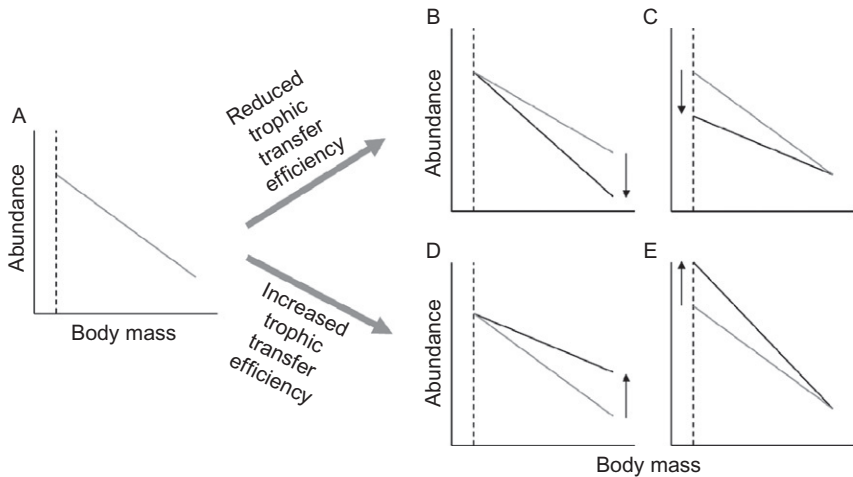 A
Abundance
Body mass
Reduced
trophic
transfer
efficiency
Increased
trophic
transfer
efficiency
B
Abundance
C
D
Abundance
E
Body mass